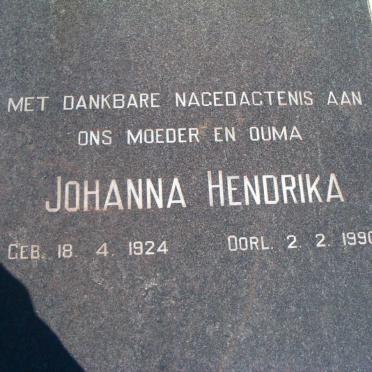 MET DANKBARE NAGEDACTENIS AAN
ONS MOEDER EN OUMA
JOHANNA HENDRIKA
GEB. 18. 4. 1924 OORL. 2. 2. 1990